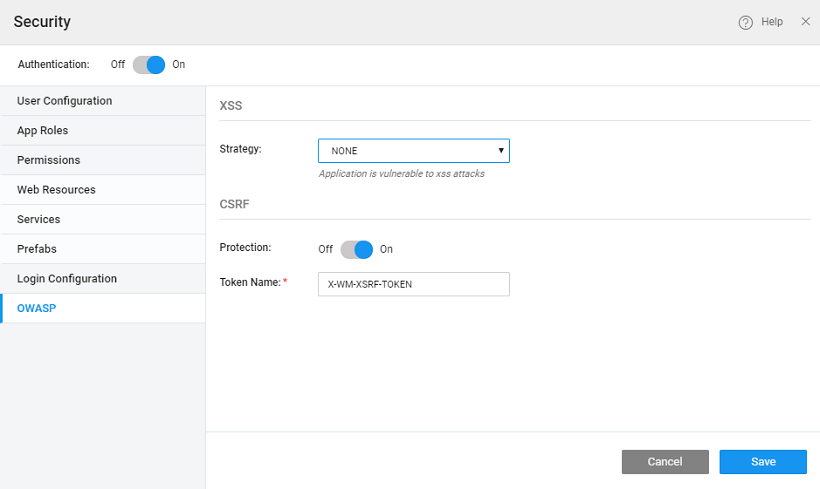 Security
Help
Authentication: Off On
User Configuration
App Roles
Permissions
Web Resources
Services
Prefabs
Login Configuration
OWASP
XSS
Strategy: NONE
Application is vulnerable to xss attacks
CSRF
Protection: Off On
Token Name: * X-WM-XSRF-TOKEN
Cancel Save